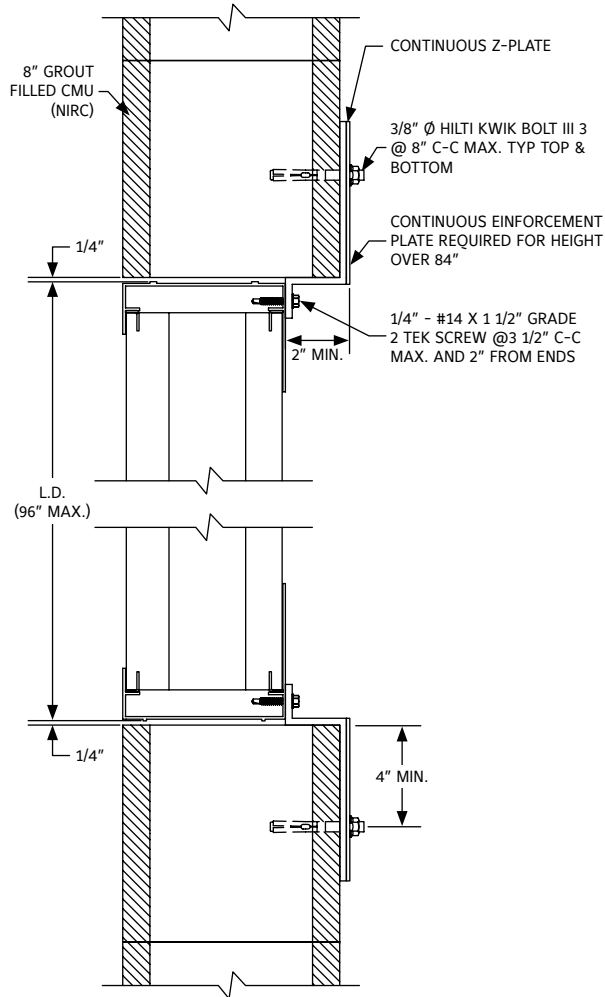 CONTINUOUS Z-PLATE
8" GROUT
FILLED CMU
(NIRC)
3/8" Ø HILTI KWIK BOLT III 3
@ 8" C-C MAX. TYP TOP &
BOTTOM
CONTINUOUS EINFORCEMENT
PLATE REQUIRED FOR HEIGHT
OVER 84"
1/4"
1/4" - #14 X 1 1/2" GRADE
2 TEK SCREW @3 1/2" C-C
MAX. AND 2" FROM ENDS
2" MIN.
L.D.
(96" MAX.)
1/4"
4" MIN.